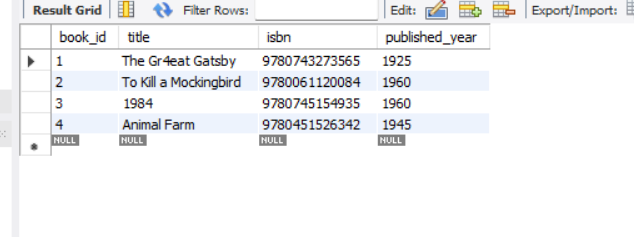 Result Grid Filter Rows: Edit: Export/Import:
book_id title isbn published_year
1 The Gr4eat Gatsby 9780743273565 1925
2 To Kill a Mockingbird 9780061120084 1960
3 1984 9780745154935 1960
4 Animal Farm 9780451526342 1945
NULL NULL NULL NULL